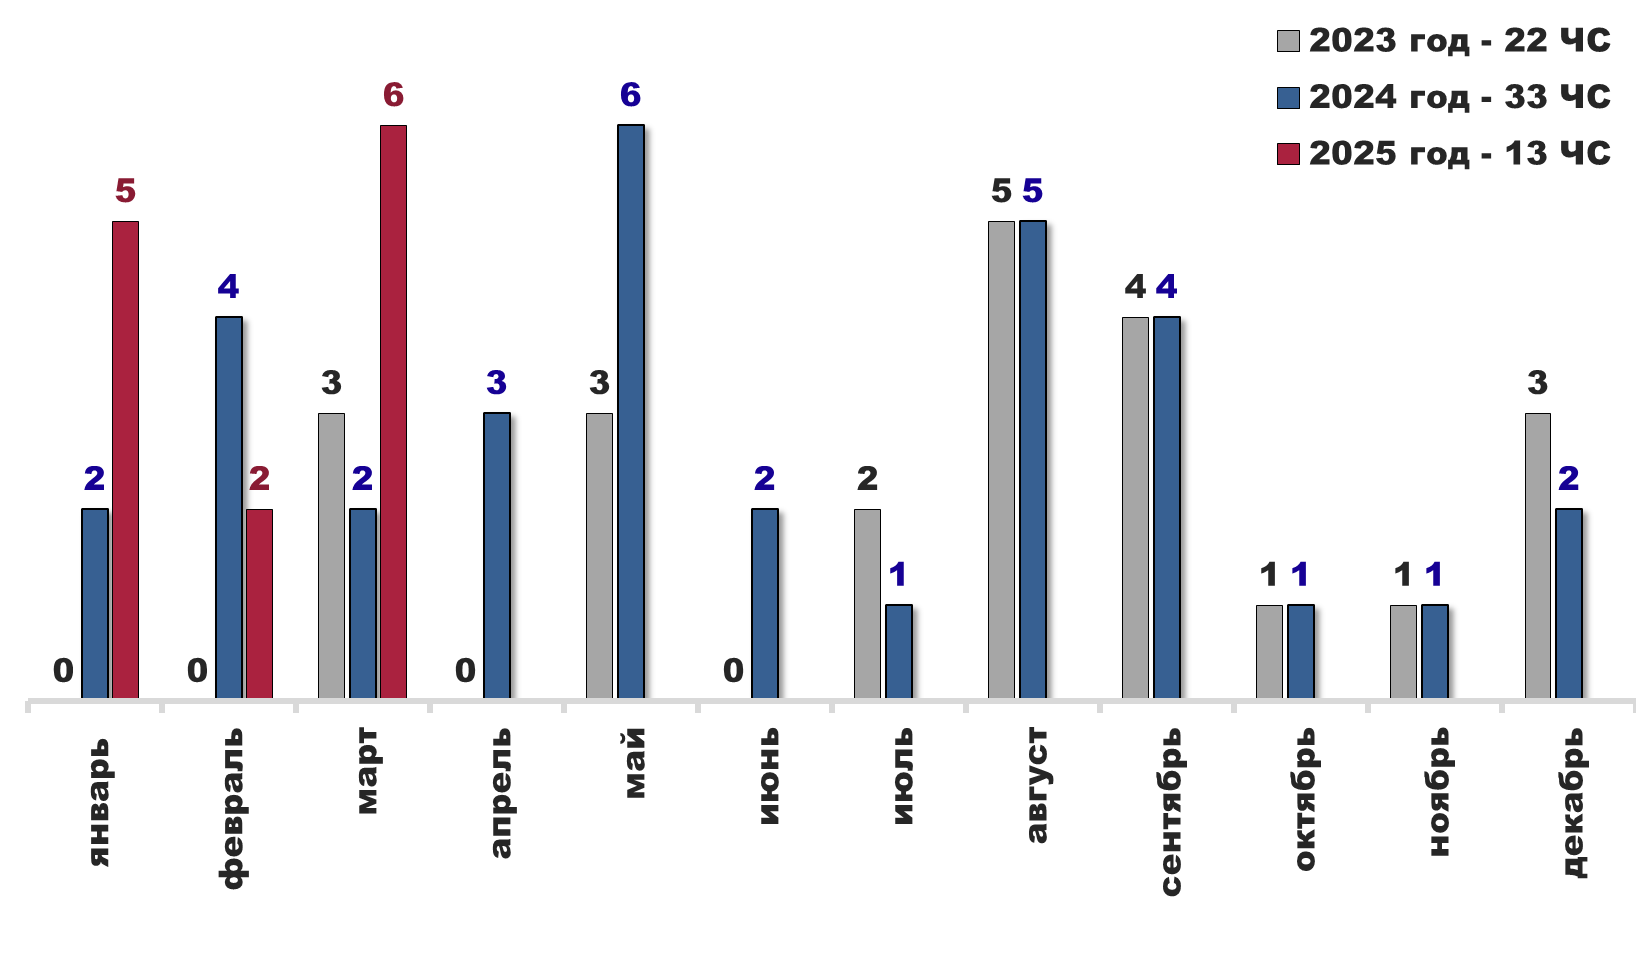 2023 год - 22 ЧС
2024 год - 33 ЧС
2025 год - 13 ЧС
0 2 5
0 4 2
3 2 6
0 3
3 6
0 2
2 1
5 5
4 4
1 1
1 1
3 2
январь
февраль
март
апрель
май
июнь
июль
август
сентябрь
октябрь
ноябрь
декабрь